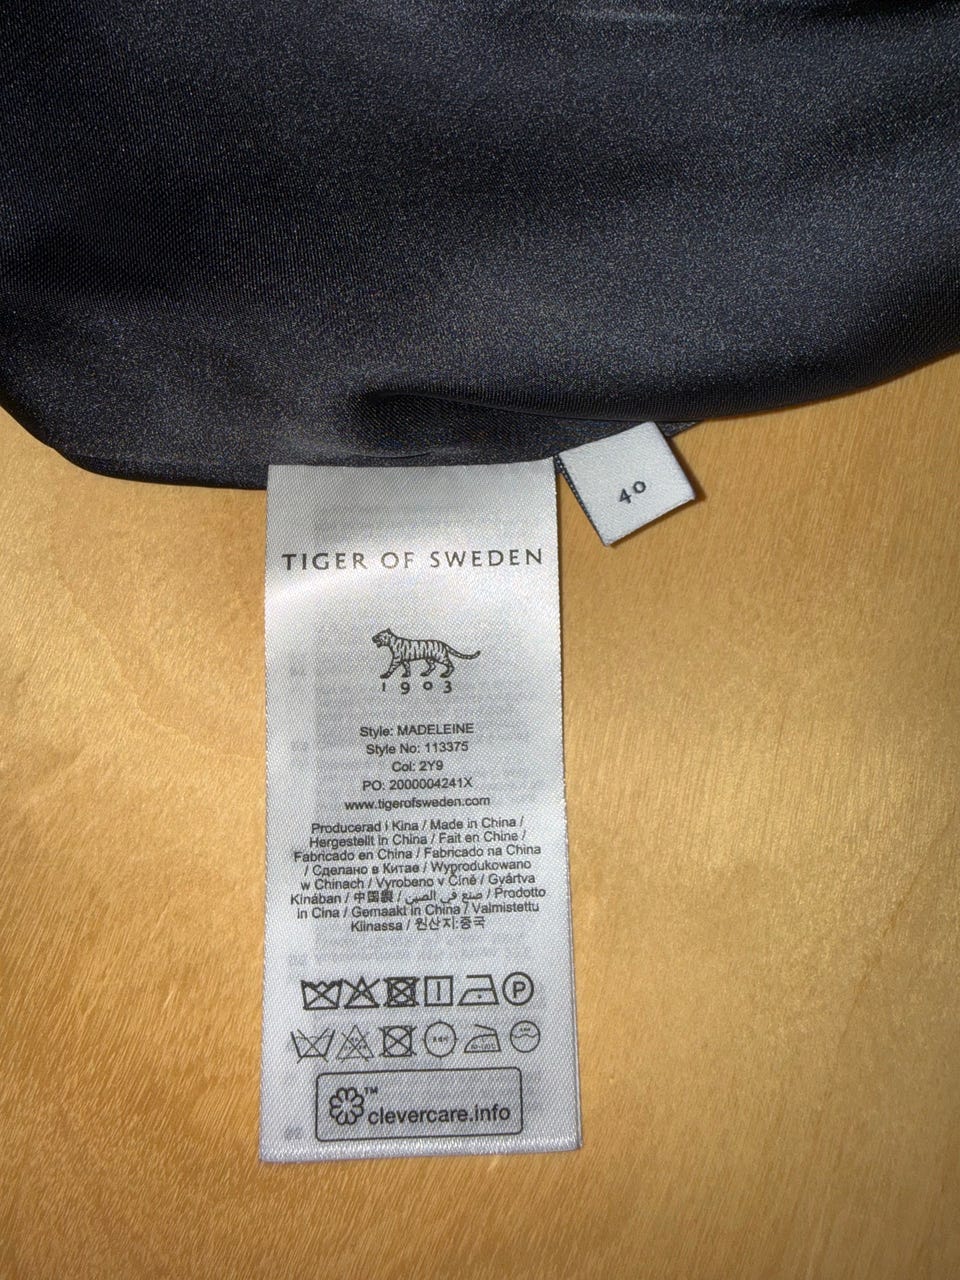 40
TIGER OF SWEDEN
1903
Style: MADELEINE
Style No: 113375
Col: 2Y9
PO: 2000004241X
www.tigerofsweden.com
Producerad i Kina / Made in China /
Hergestellt in China / Fait en Chine /
Fabricado en China / Fabricado na China
/ Сделано в Китае / Wyprodukowano
w Chinach / Vyrobeno v Číně / Gyártva
Kínában / 中国製 / صنع في الصين / Prodotto
in Cina / Gemaakt in China / Valmistettu
Kiinassa / 원산지:중국
P
™
clevercare.info